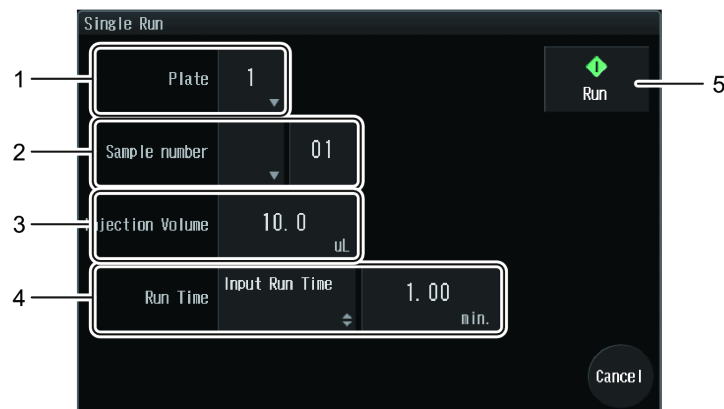 Single Run
1
Plate
1
Run
5
2
Sample number
01
3
njection Volume
10.0
uL
4
Run Time
Input Run Time
1.00
min.
Cancel